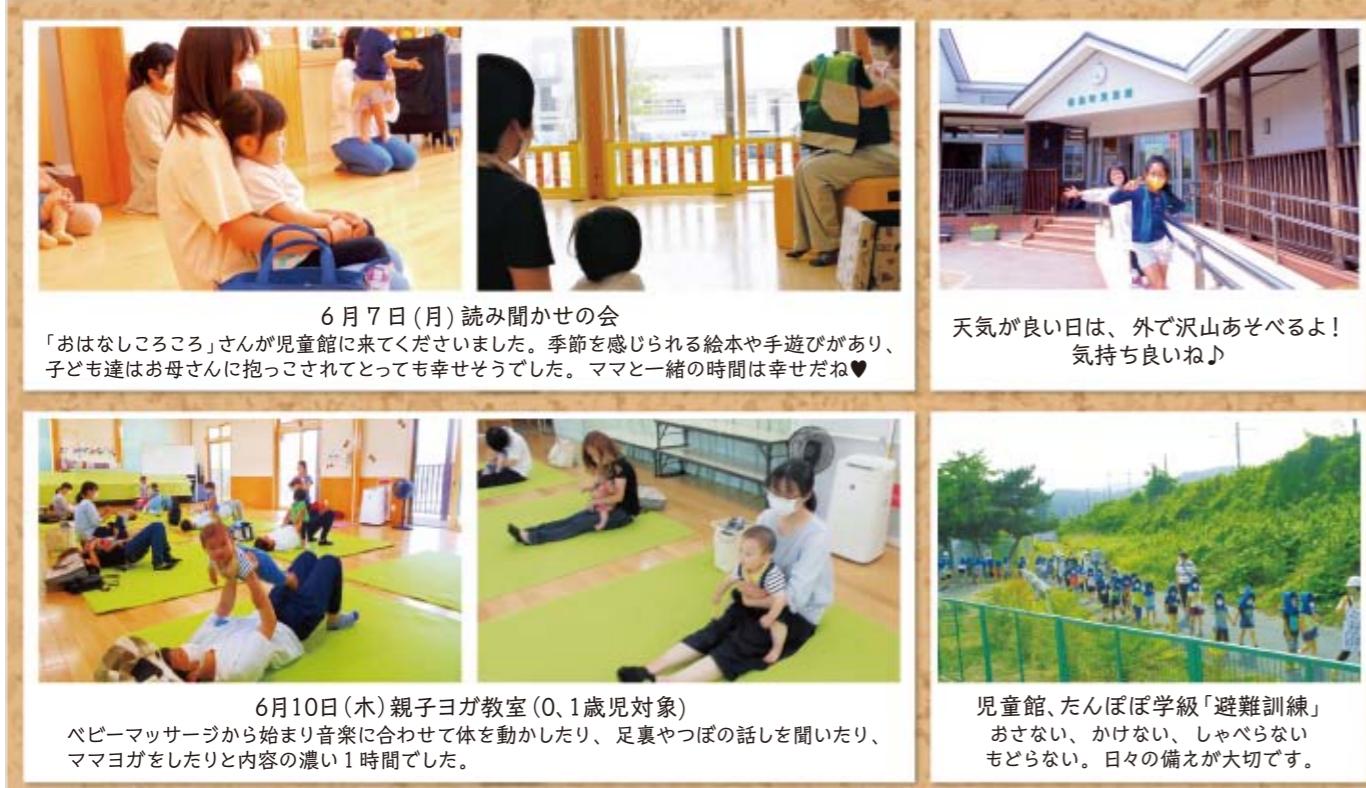 6月7日(月)読み聞かせの会
「おはなしころころ」さんが児童館に来てくださいました。季節を感じられる絵本や手遊びがあり、
子ども達はお母さんに抱っこされてとっても幸せそうでした。ママと一緒の時間は幸せだね♥
天気が良い日は、外で沢山あそべるよ!
気持ち良いね♪
6月10日(木)親子ヨガ教室(0、1歳児対象)
ベビーマッサージから始まり音楽に合わせて体を動かしたり、足裏やつぼの話しを聞いたり、
ママヨガをしたりと内容の濃い1時間でした。
児童館、たんぽぽ学級「避難訓練」
おさない、かけない、しゃべらない
もどらない。日々の備えが大切です。